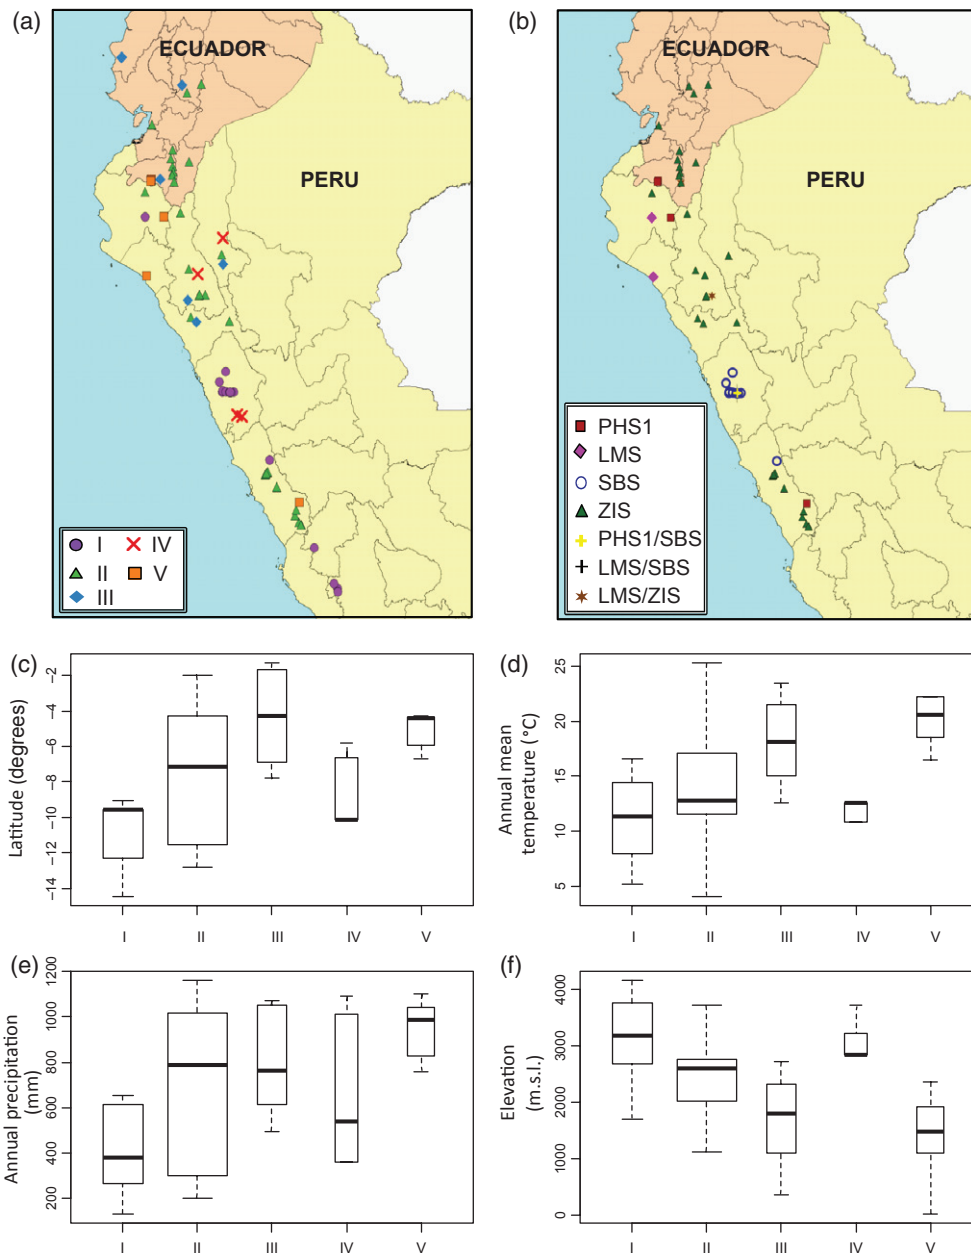 (a)
ECUADOR
PERU
I IV
II V
III
(b)
ECUADOR
PERU
PHS1
LMS
SBS
ZIS
PHS1/SBS
LMS/SBS
LMS/ZIS
(c)
Latitude (degrees)
−2
−4
−6
−8
−10
−12
−14
I II III IV V
(d)
Annual mean
temperature (°C)
25
20
15
10
5
I II III IV V
(e)
Annual precipitation
(mm)
1200
1000
800
600
400
200
I II III IV V
(f)
Elevation
(m.s.l.)
4000
3000
2000
1000
0
I II III IV V